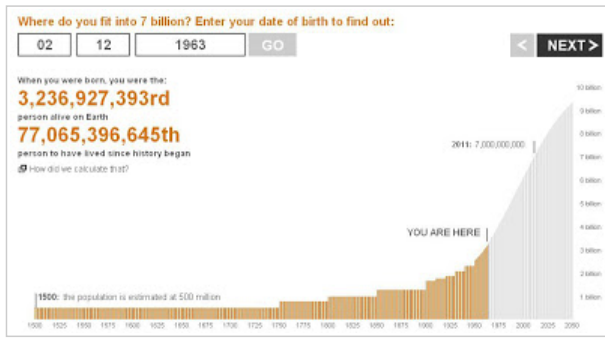 Where do you fit into 7 billion? Enter your date of birth to find out:
02 12 1963 GO < NEXT >
When you were born, you were the:
3,236,927,393rd
person alive on Earth
77,065,396,645th
person to have lived since history began
How did we calculate that?
10 billion
9 billion
8 billion
2011: 7,000,000,000
7 billion
6 billion
5 billion
YOU ARE HERE
4 billion
3 billion
2 billion
1500: the population is estimated at 500 million
1 billion
1500 1525 1550 1575 1600 1625 1650 1675 1700 1725 1750 1775 1800 1825 1850 1875 1900 1925 1950 1975 2000 2025 2050